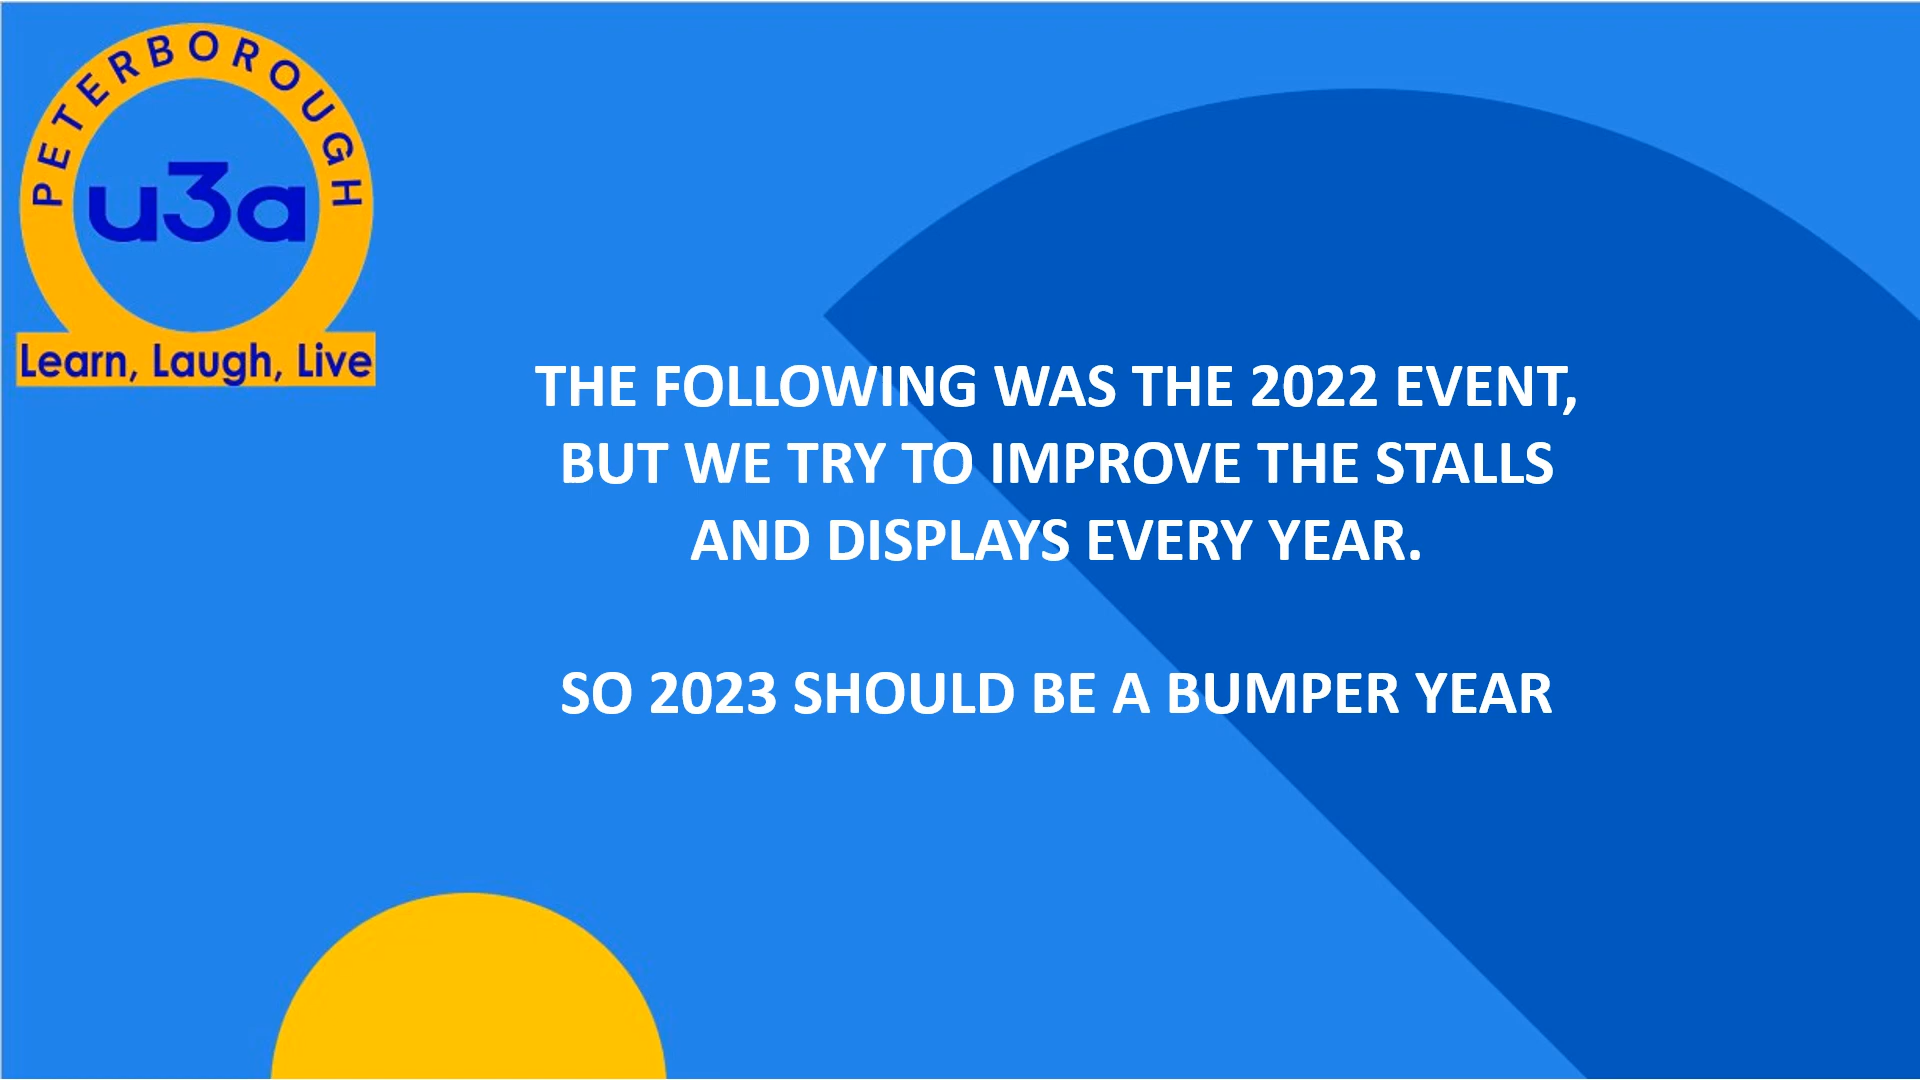 PETERBOROUGH
u3a
Learn, Laugh, Live
THE FOLLOWING WAS THE 2022 EVENT,
BUT WE TRY TO IMPROVE THE STALLS
AND DISPLAYS EVERY YEAR.
SO 2023 SHOULD BE A BUMPER YEAR